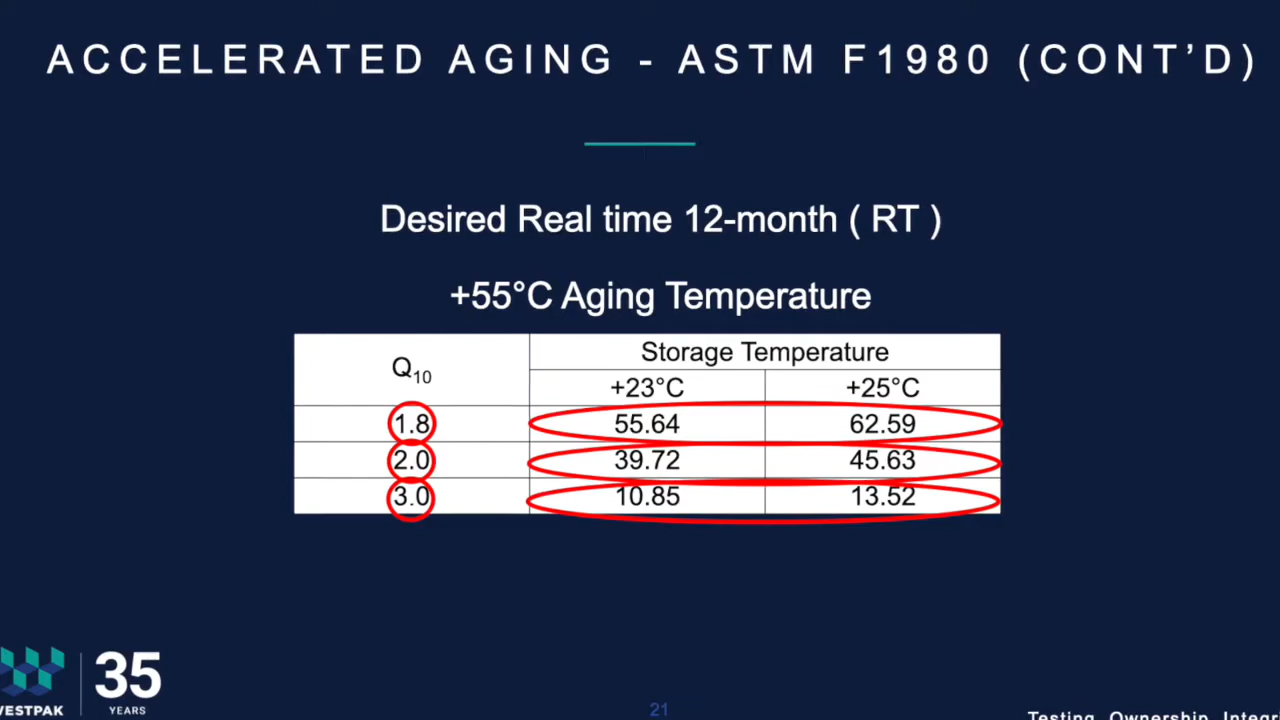 ACCELERATED AGING - ASTM F1980 (CONT’D)
Desired Real time 12-month ( RT )
+55°C Aging Temperature
Q10
Storage Temperature
+23°C +25°C
1.8 55.64 62.59
2.0 39.72 45.63
3.0 10.85 13.52
35
YEARS
21
Testing. Ownership.